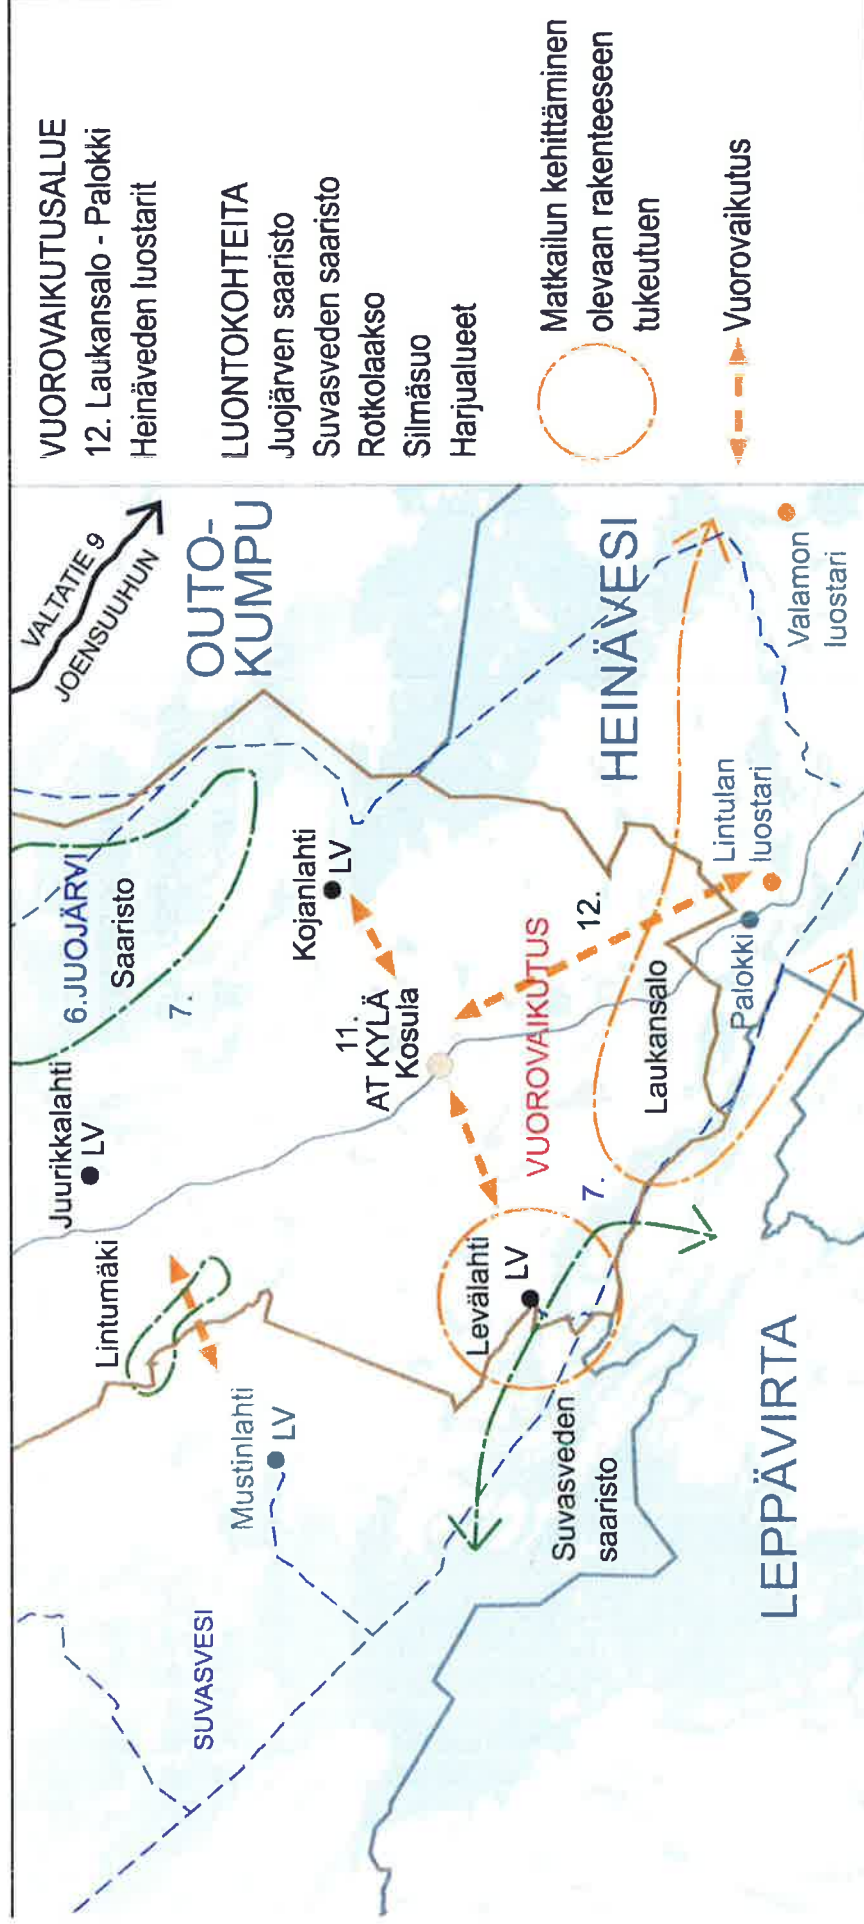 VALTATIE 9
JOENSUUHUN
OUTO-
KUMPU
6.JUOJÄRVI
Saaristo
7.
Juurikkalahti
LV
Lintumäki
Mustinlahti
LV
SUVASVESI
Kojanlahti
LV
11.
AT KYLÄ
Kosula
VUOROVAIKUTUS
12.
HEINÄVESI
Levälahti
LV
7.
Laukansalo
Lintulan
luostari
Palokki
Valamon
luostari
Suvasveden
saaristo
LEPPÄVIRTA
VUOROVAIKUTUSALUE
12. Laukansalo - Palokki
Heinäveden luostarit
LUONTOKOHTEITA
Juojärven saaristo
Suvasveden saaristo
Rotkolaakso
Silmäsuo
Harjualueet
Matkailun kehittäminen
olevaan rakenteeseen
tukeutuen
Vuorovaikutus